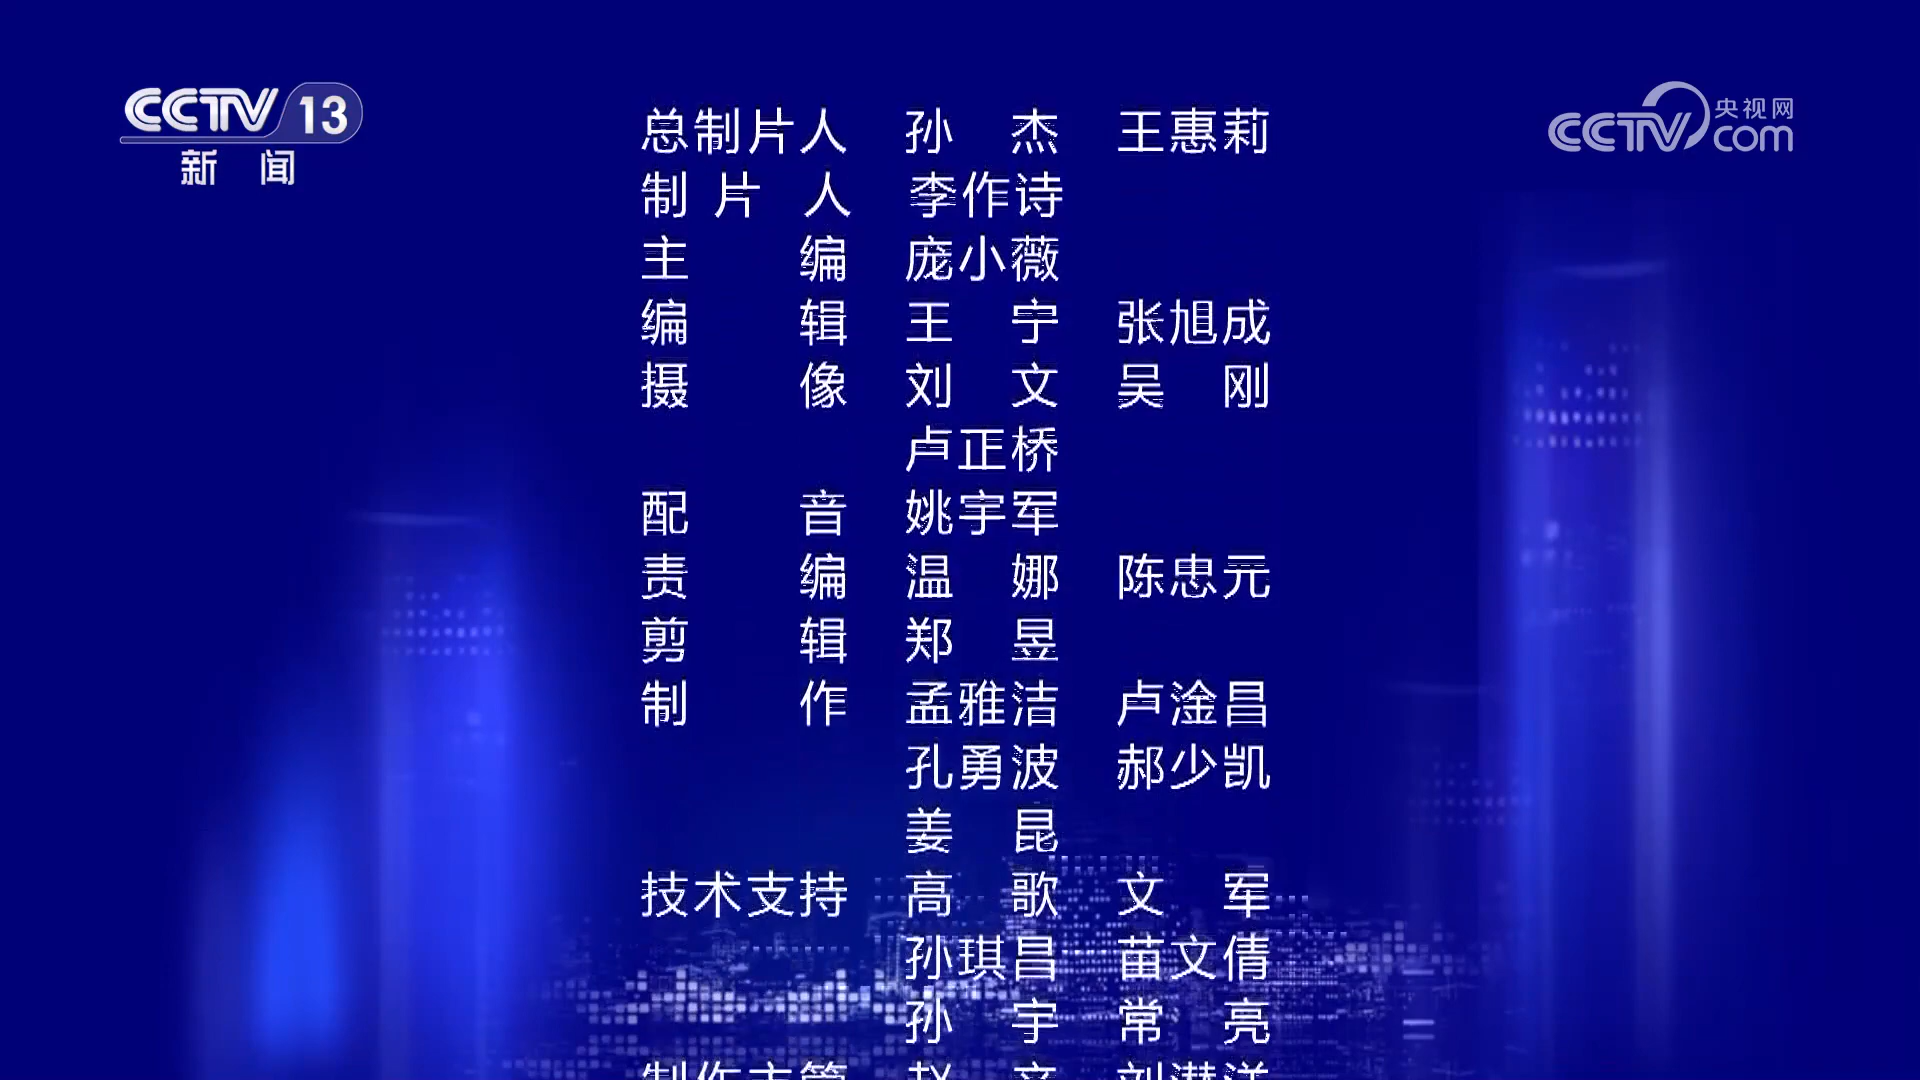 CCTV 13
新闻
央视网
CCTV com
总制片人 孙杰 王惠莉
制片人 李作诗
主编 庞小薇
编辑 王宁 张旭成
摄像 刘文 吴刚
卢正桥
配音 姚宇军
责编 温娜 陈忠元
剪辑 郑昱
制作 孟雅洁 卢淦昌
孔勇波 郝少凯
姜昆
技术支持 高歌 文军
孙琪昌 苗文倩
孙宇 常亮
制作主管